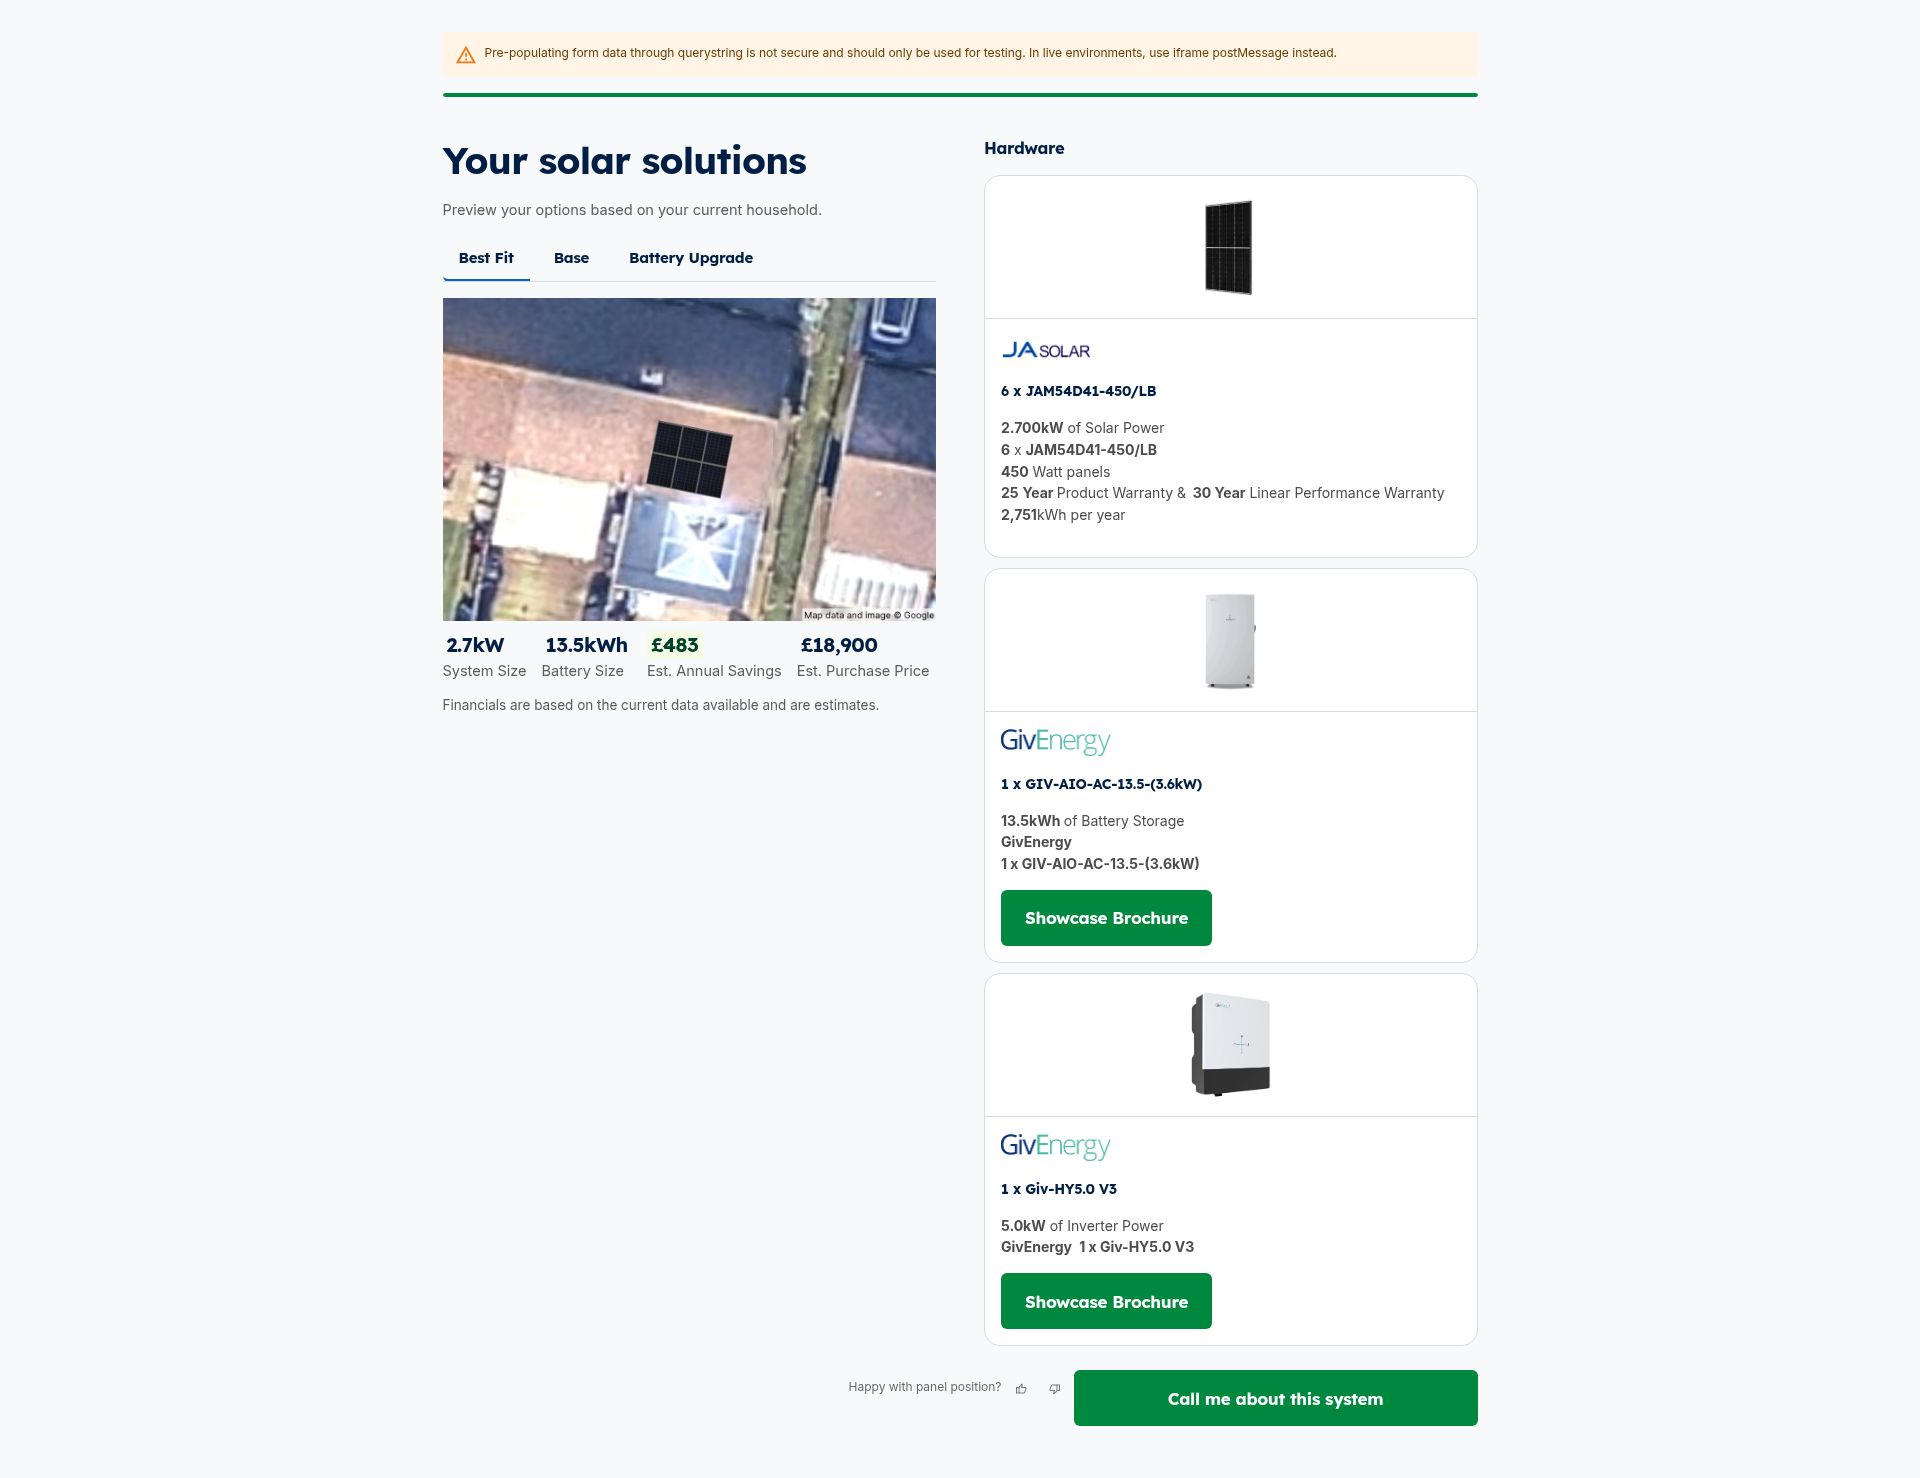 Pre-populating form data through querystring is not secure and should only be used for testing. In live environments, use iframe postMessage instead.
Your solar solutions
Preview your options based on your current household.
Best Fit
Base
Battery Upgrade
Map data and image © Google
2.7kW
System Size
13.5kWh
Battery Size
£483
Est. Annual Savings
£18,900
Est. Purchase Price
Financials are based on the current data available and are estimates.
Hardware
JA SOLAR
6 x JAM54D41-450/LB
2.700kW of Solar Power
6 x JAM54D41-450/LB
450 Watt panels
25 Year Product Warranty & 30 Year Linear Performance Warranty
2,751kWh per year
GivEnergy
1 x GIV-AIO-AC-13.5-(3.6kW)
13.5kWh of Battery Storage
GivEnergy
1 x GIV-AIO-AC-13.5-(3.6kW)
Showcase Brochure
GivEnergy
1 x Giv-HY5.0 V3
5.0kW of Inverter Power
GivEnergy 1 x Giv-HY5.0 V3
Showcase Brochure
Happy with panel position?
Call me about this system